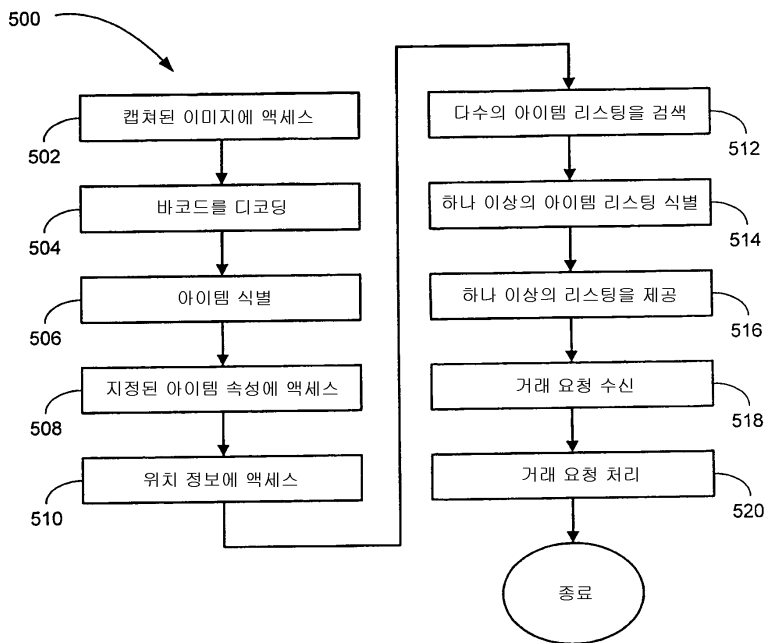 500
캡쳐된 이미지에 액세스
502
바코드를 디코딩
504
아이템 식별
506
지정된 아이템 속성에 액세스
508
위치 정보에 액세스
510
다수의 아이템 리스팅을 검색
512
하나 이상의 아이템 리스팅 식별
514
하나 이상의 리스팅을 제공
516
거래 요청 수신
518
거래 요청 처리
520
종료